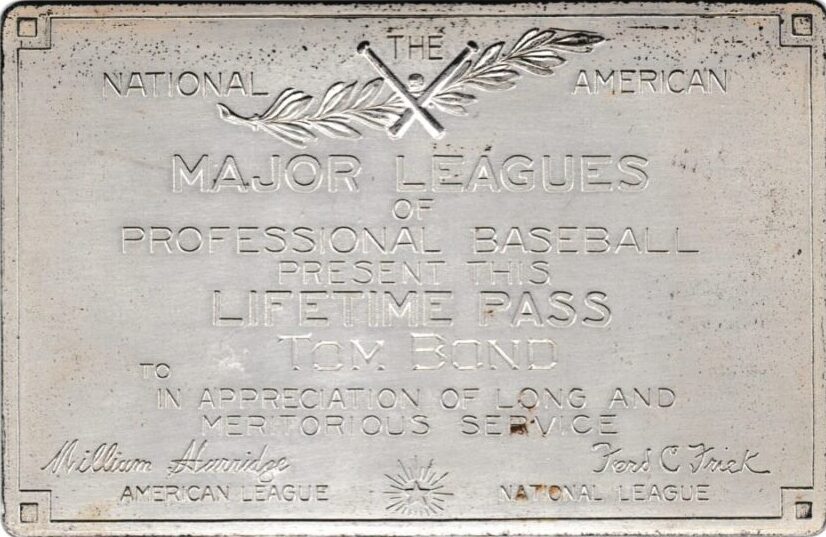 THE
NATIONAL AMERICAN
MAJOR LEAGUES
OF
PROFESSIONAL BASEBALL
PRESENT THIS
LIFETIME PASS
TO TOM BOND
IN APPRECIATION OF LONG AND
MERITORIOUS SERVICE
William Harridge Ford C Frick
AMERICAN LEAGUE NATIONAL LEAGUE